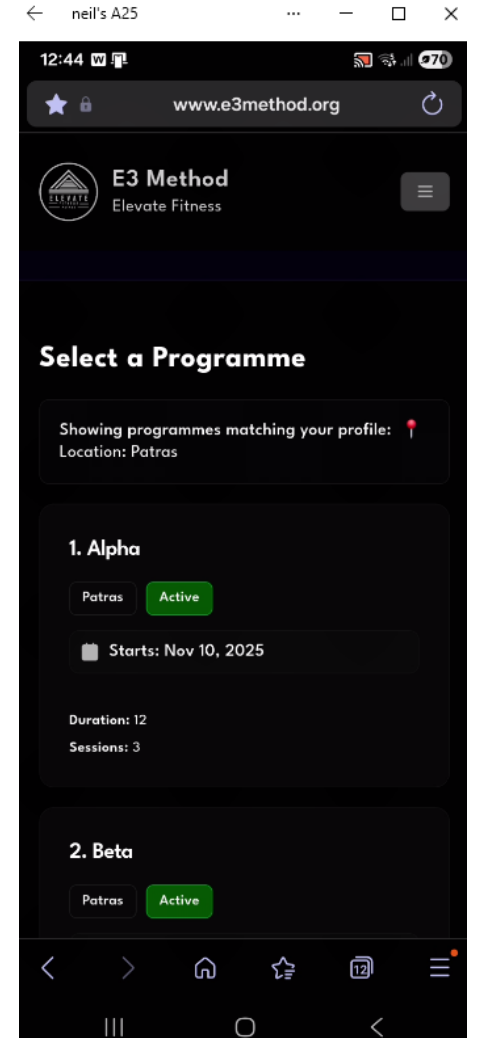 neil's A25
12:44
70
www.e3method.org
ELEVATE
E3 Method
Elevate Fitness
Select a Programme
Showing programmes matching your profile: 📍
Location: Patras
1. Alpha
Patras Active
Starts: Nov 10, 2025
Duration: 12
Sessions: 3
2. Beta
Patras Active
12